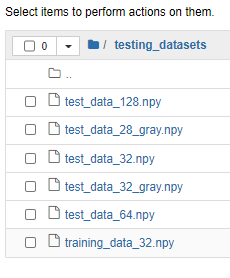 Select items to perform actions on them.
0 / testing_datasets
..
test_data_128.npy
test_data_28_gray.npy
test_data_32.npy
test_data_32_gray.npy
test_data_64.npy
training_data_32.npy